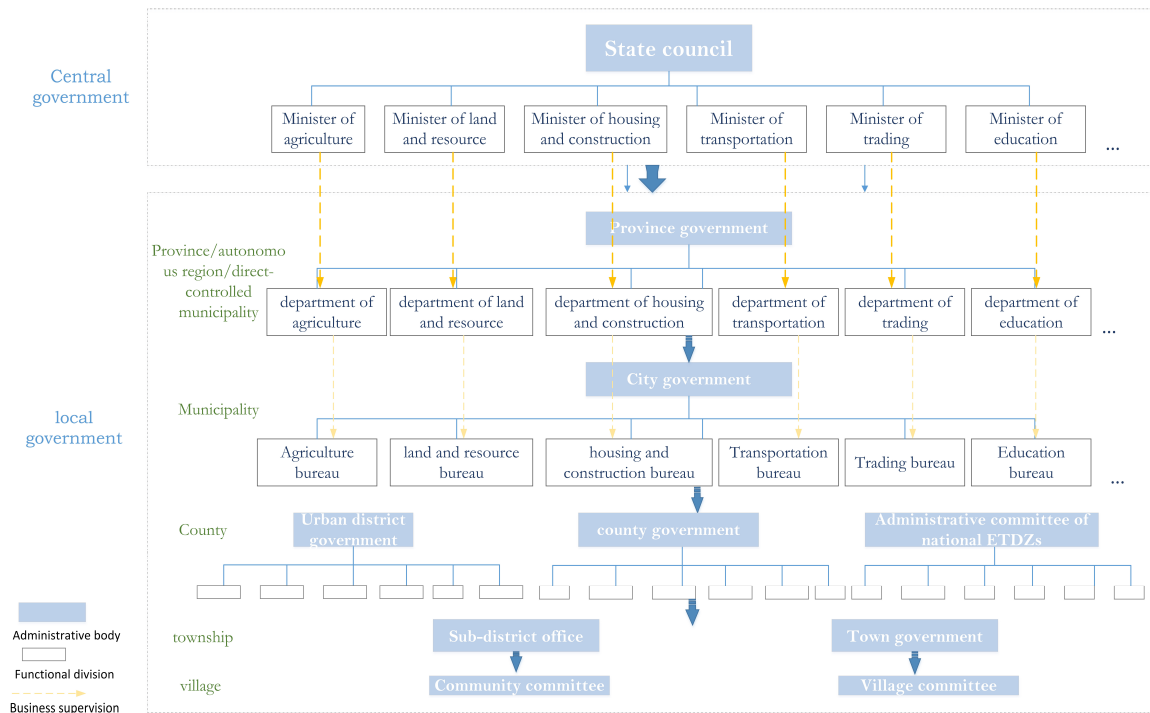 State council
Central
government
Minister of
agriculture
Minister of land
and resource
Minister of housing
and construction
Minister of
transportation
Minister of
trading
Minister of
education
...
Province government
Province/autonomo
us region/direct-
controlled
municipality
department of
agriculture
department of land
and resource
department of housing
and construction
department of
transportation
department of
trading
department of
education
...
City government
Municipality
local
government
Agriculture
bureau
land and resource
bureau
housing and
construction bureau
Transportation
bureau
Trading bureau
Education
bureau
...
County
Urban district
government
county government
Administrative committee of
national ETDZs
township
Sub-district office
Town government
village
Community committee
Village committee
Administrative body
Functional division
Business supervision